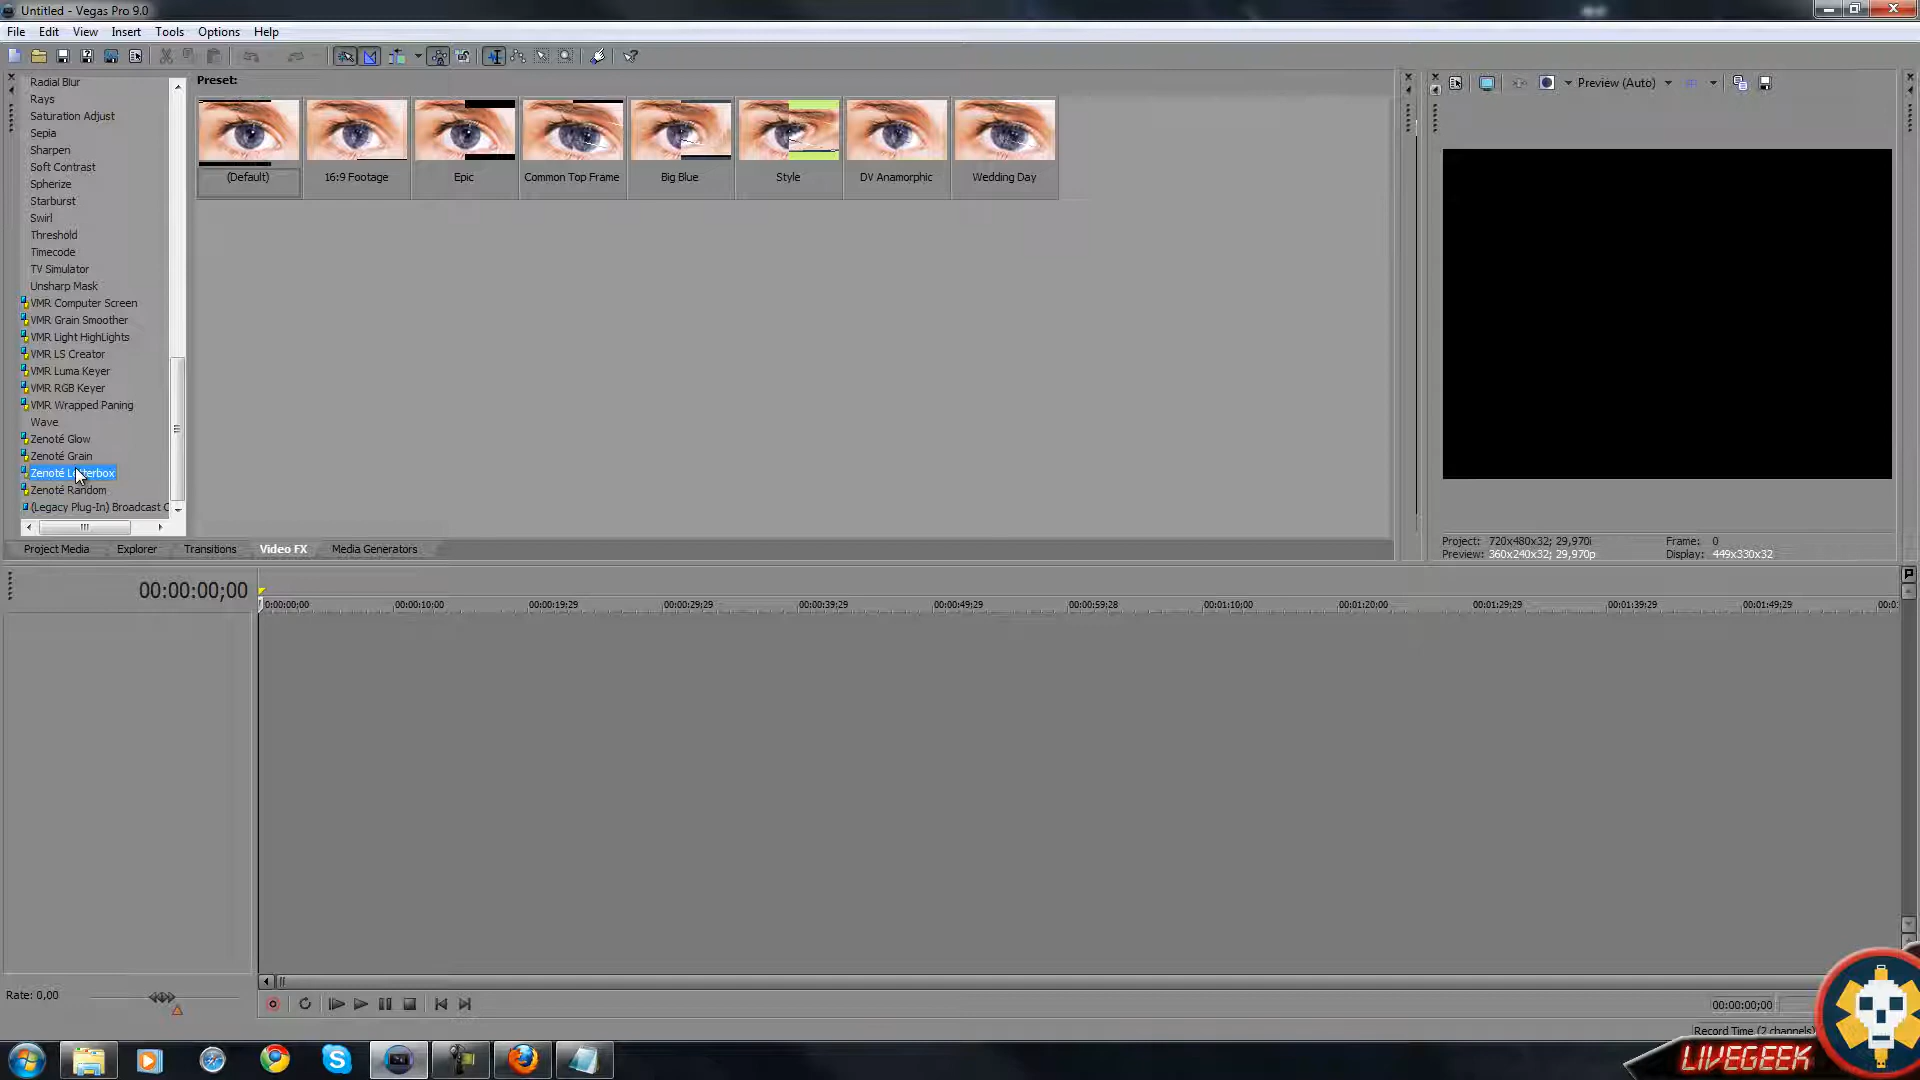 Untitled - Vegas Pro 9.0
File Edit View Insert Tools Options Help
Radial Blur
Rays
Saturation Adjust
Sepia
Sharpen
Soft Contrast
Spherize
Starburst
Swirl
Threshold
Timecode
TV Simulator
Unsharp Mask
VMR Computer Screen
VMR Grain Smoother
VMR Light HighLights
VMR LS Creator
VMR Luma Keyer
VMR RGB Keyer
VMR Wrapped Paning
Wave
Zenoté Glow
Zenoté Grain
Zenoté Letterbox
Zenoté Random
(Legacy Plug-In) Broadcast C
Preset:
(Default) 16:9 Footage Epic Common Top Frame Big Blue Style DV Anamorphic Wedding Day
Preview (Auto)
Project: 720x480x32; 29,970i Frame: 0
Preview: 360x240x32; 29,970p Display: 449x330x32
Project Media Explorer Transitions Video FX Media Generators
00:00:00;00
0:00:00;00 00:00:10;00 00:00:19;29 00:00:29;29 00:00:39;29 00:00:49;29 00:00:59;28 00:01:10;00 00:01:20;00 00:01:29;29 00:01:39;29 00:01:49;29 00:0
Rate: 0,00
00:00:00;00
Record Time (2 channels)
LIVEGEEK